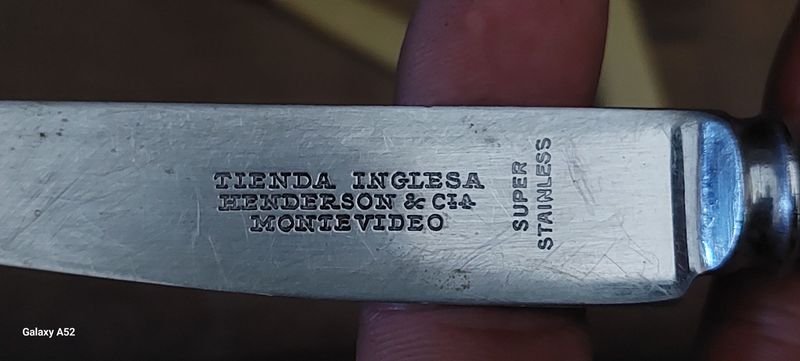 TIENDA INGLESA
HENDERSON & CIA
MONTEVIDEO
SUPER
STAINLESS
Galaxy A52